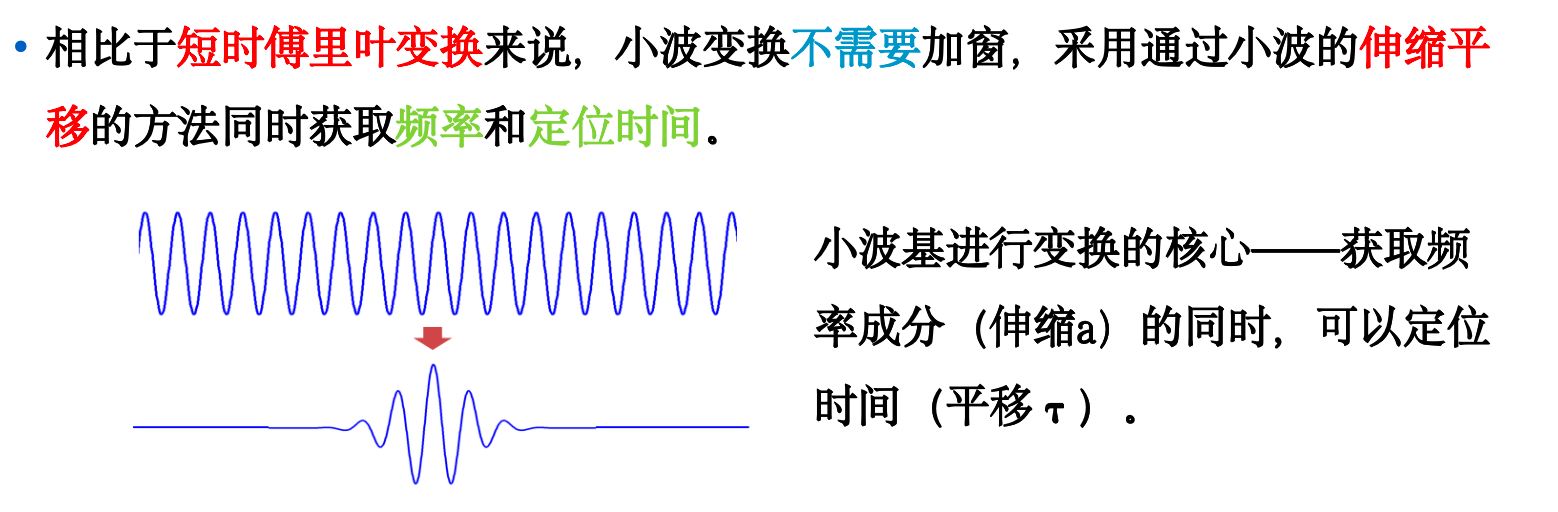 • 相比于短时傅里叶变换来说，小波变换不需要加窗，采用通过小波的伸缩平
移的方法同时获取频率和定位时间。
小波基进行变换的核心——获取频
率成分（伸缩a）的同时，可以定位
时间（平移 τ ）.